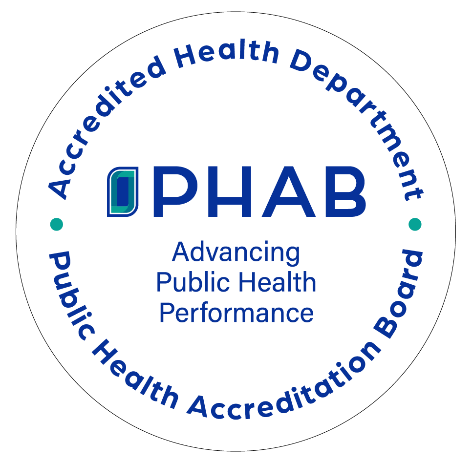 Accredited Health Department
PHAB
Advancing
Public Health
Performance
Public Health Accreditation Board